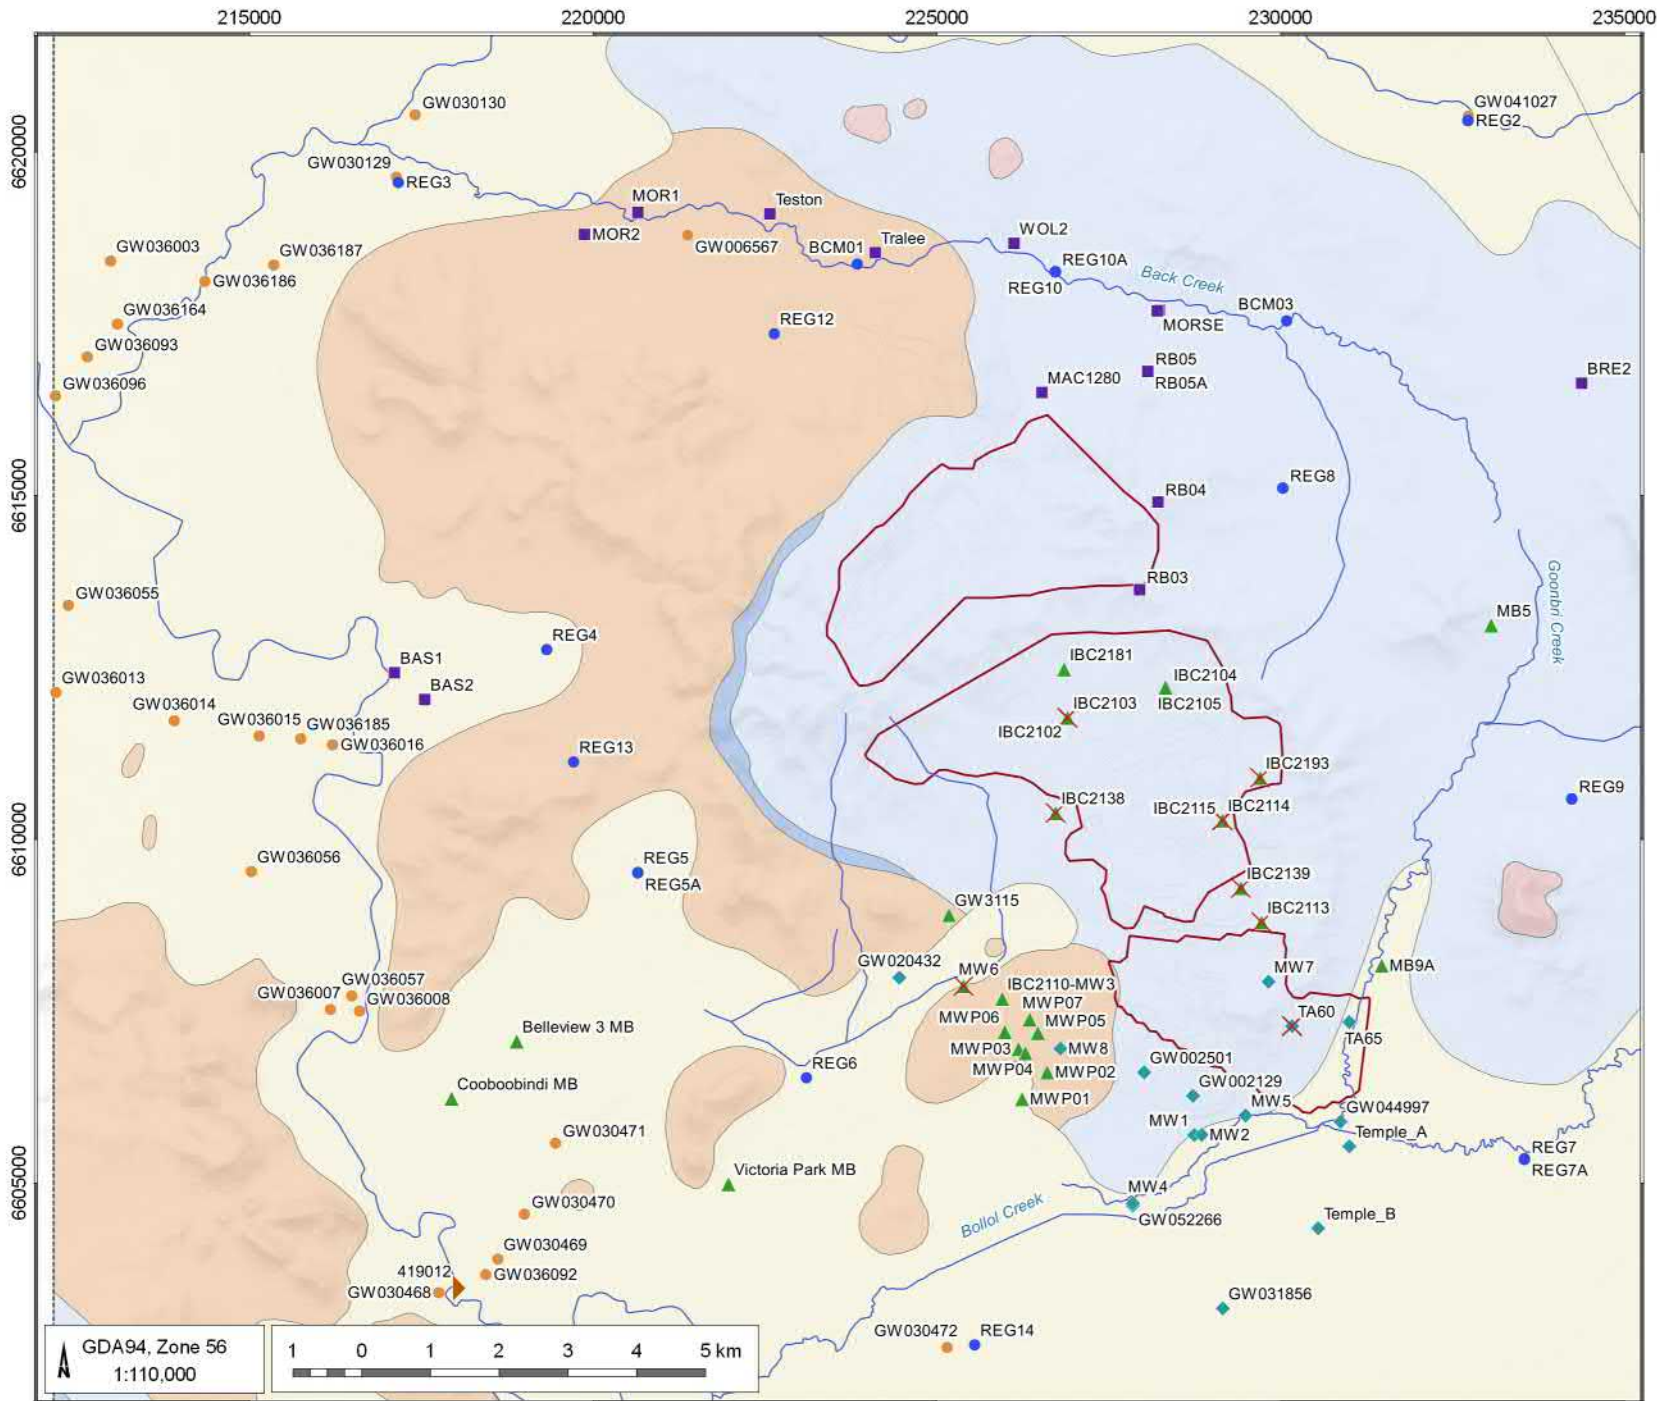 215000
220000
225000
230000
235000
6620000
6615000
6610000
6605000
GW030130
GW041027
REG2
GW030129
REG3
MOR1
Teston
MOR2
GW006567
BCM01
Tralee
WOL2
REG10A
REG10
Back Creek
BCM03
MORSE
GW036003
GW036187
GW036186
GW036164
GW036093
GW036096
REG12
RB05
RB05A
MAC1280
BRE2
RB04
REG8
RB03
GW036055
REG4
MB5
Goonbri Creek
BAS1
BAS2
IBC2181
IBC2104
IBC2105
IBC2103
IBC2102
GW036013
GW036014
GW036015
GW036185
GW036016
REG13
IBC2193
IBC2138
IBC2115
IBC2114
REG9
GW036056
REG5
REG5A
IBC2139
GW3115
IBC2113
GW020432
MW6
MW7
MB9A
GW036057
GW036007
GW036008
IBC2110-MW3
MWP07
MWP06
MWP05
TA60
TA65
Belleview 3 MB
MWP03
MW8
MWP04
MWP02
GW002501
REG6
Cooboobindi MB
MWP01
GW002129
MW5
GW044997
MW1
MW2
Temple_A
GW030471
REG7
REG7A
Victoria Park MB
MW4
GW052266
GW030470
Bollol Creek
Temple_B
GW030469
419012
GW036092
GW030468
GW031856
GW030472
REG14
N
GDA94, Zone 56
1:110,000
1 0 1 2 3 4 5 km